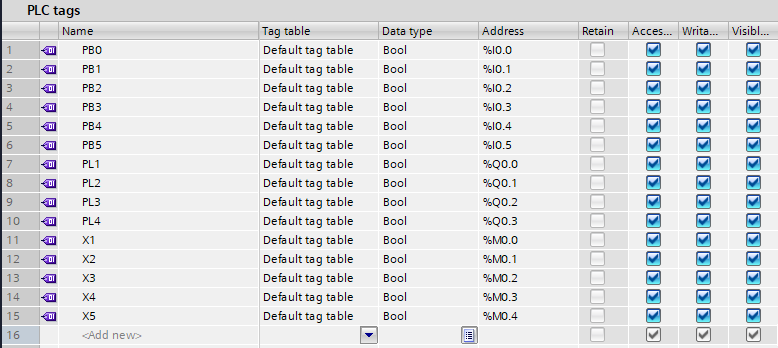 PLC tags
Name Tag table Data type Address Retain Acces... Writa... Visibl...
1 PB0 Default tag table Bool %I0.0
2 PB1 Default tag table Bool %I0.1
3 PB2 Default tag table Bool %I0.2
4 PB3 Default tag table Bool %I0.3
5 PB4 Default tag table Bool %I0.4
6 PB5 Default tag table Bool %I0.5
7 PL1 Default tag table Bool %Q0.0
8 PL2 Default tag table Bool %Q0.1
9 PL3 Default tag table Bool %Q0.2
10 PL4 Default tag table Bool %Q0.3
11 X1 Default tag table Bool %M0.0
12 X2 Default tag table Bool %M0.1
13 X3 Default tag table Bool %M0.2
14 X4 Default tag table Bool %M0.3
15 X5 Default tag table Bool %M0.4
16 <Add new>